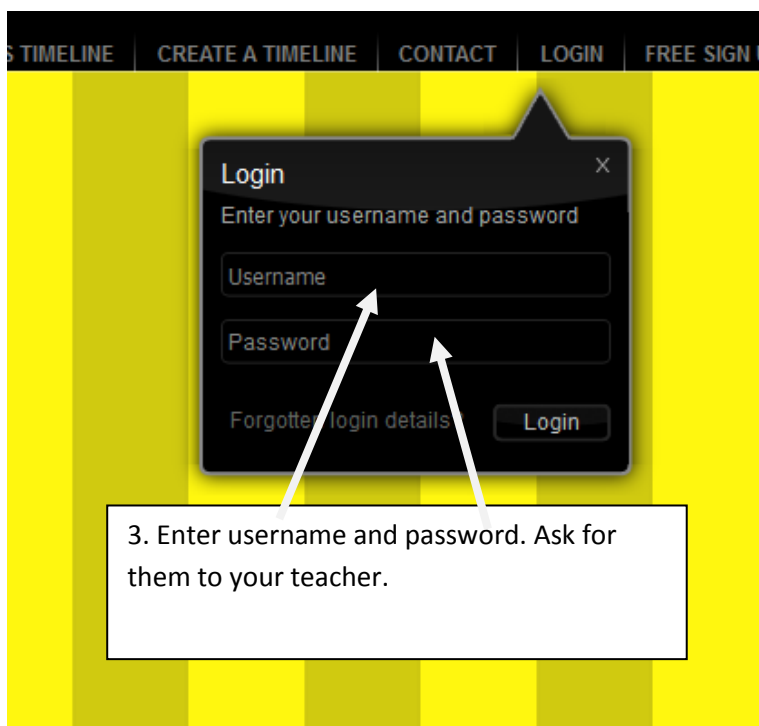 S TIMELINE CREATE A TIMELINE CONTACT LOGIN FREE SIGN U
Login X
Enter your username and password
Username
Password
Forgotten login details? Login
3. Enter username and password. Ask for
them to your teacher.